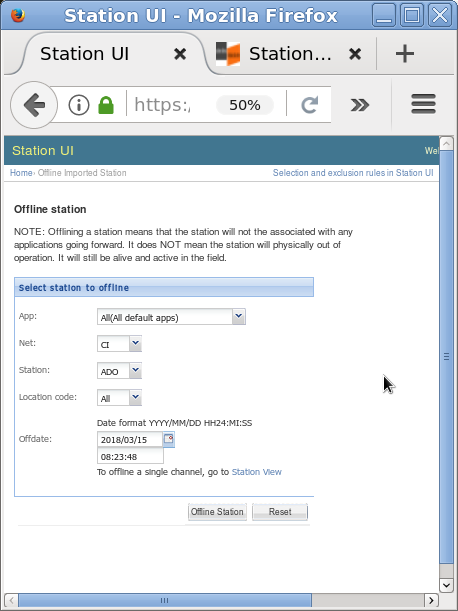 Station UI - Mozilla Firefox
Station UI
Station...
https:/
50%
Station UI
Wel
Home› Offline Imported Station
Selection and exclusion rules in Station UI
Offline station
NOTE: Offlining a station means that the station will not the associated with any
applications going forward. It does NOT mean the station will physically out of
operation. It will still be alive and active in the field.
Select station to offline
App:
All(All default apps)
Net:
CI
Station:
ADO
Location code:
All
Date format YYYY/MM/DD HH24:MI:SS
Offdate:
2018/03/15
08:23:48
To offline a single channel, go to Station View
Offline Station
Reset